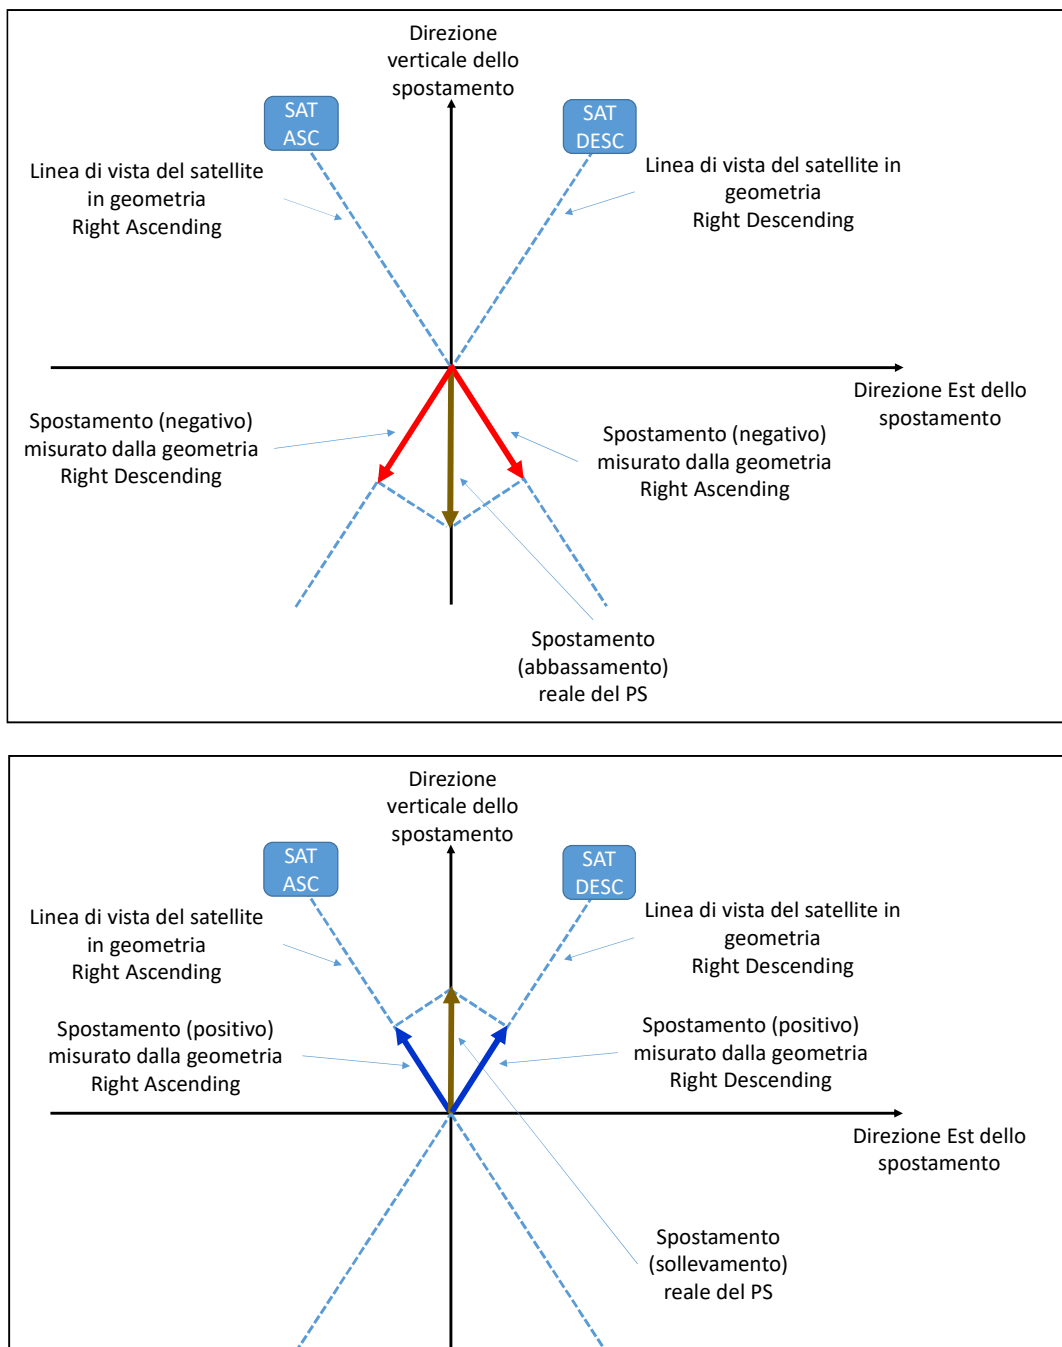 Direzione
verticale dello
spostamento
SAT
ASC
SAT
DESC
Linea di vista del satellite
in geometria
Right Ascending
Linea di vista del satellite in
geometria
Right Descending
Direzione Est dello
spostamento
Spostamento (negativo)
misurato dalla geometria
Right Descending
Spostamento (negativo)
misurato dalla geometria
Right Ascending
Spostamento
(abbassamento)
reale del PS
Direzione
verticale dello
spostamento
SAT
ASC
SAT
DESC
Linea di vista del satellite
in geometria
Right Ascending
Linea di vista del satellite in
geometria
Right Descending
Spostamento (positivo)
misurato dalla geometria
Right Ascending
Spostamento (positivo)
misurato dalla geometria
Right Descending
Direzione Est dello
spostamento
Spostamento
(sollevamento)
reale del PS